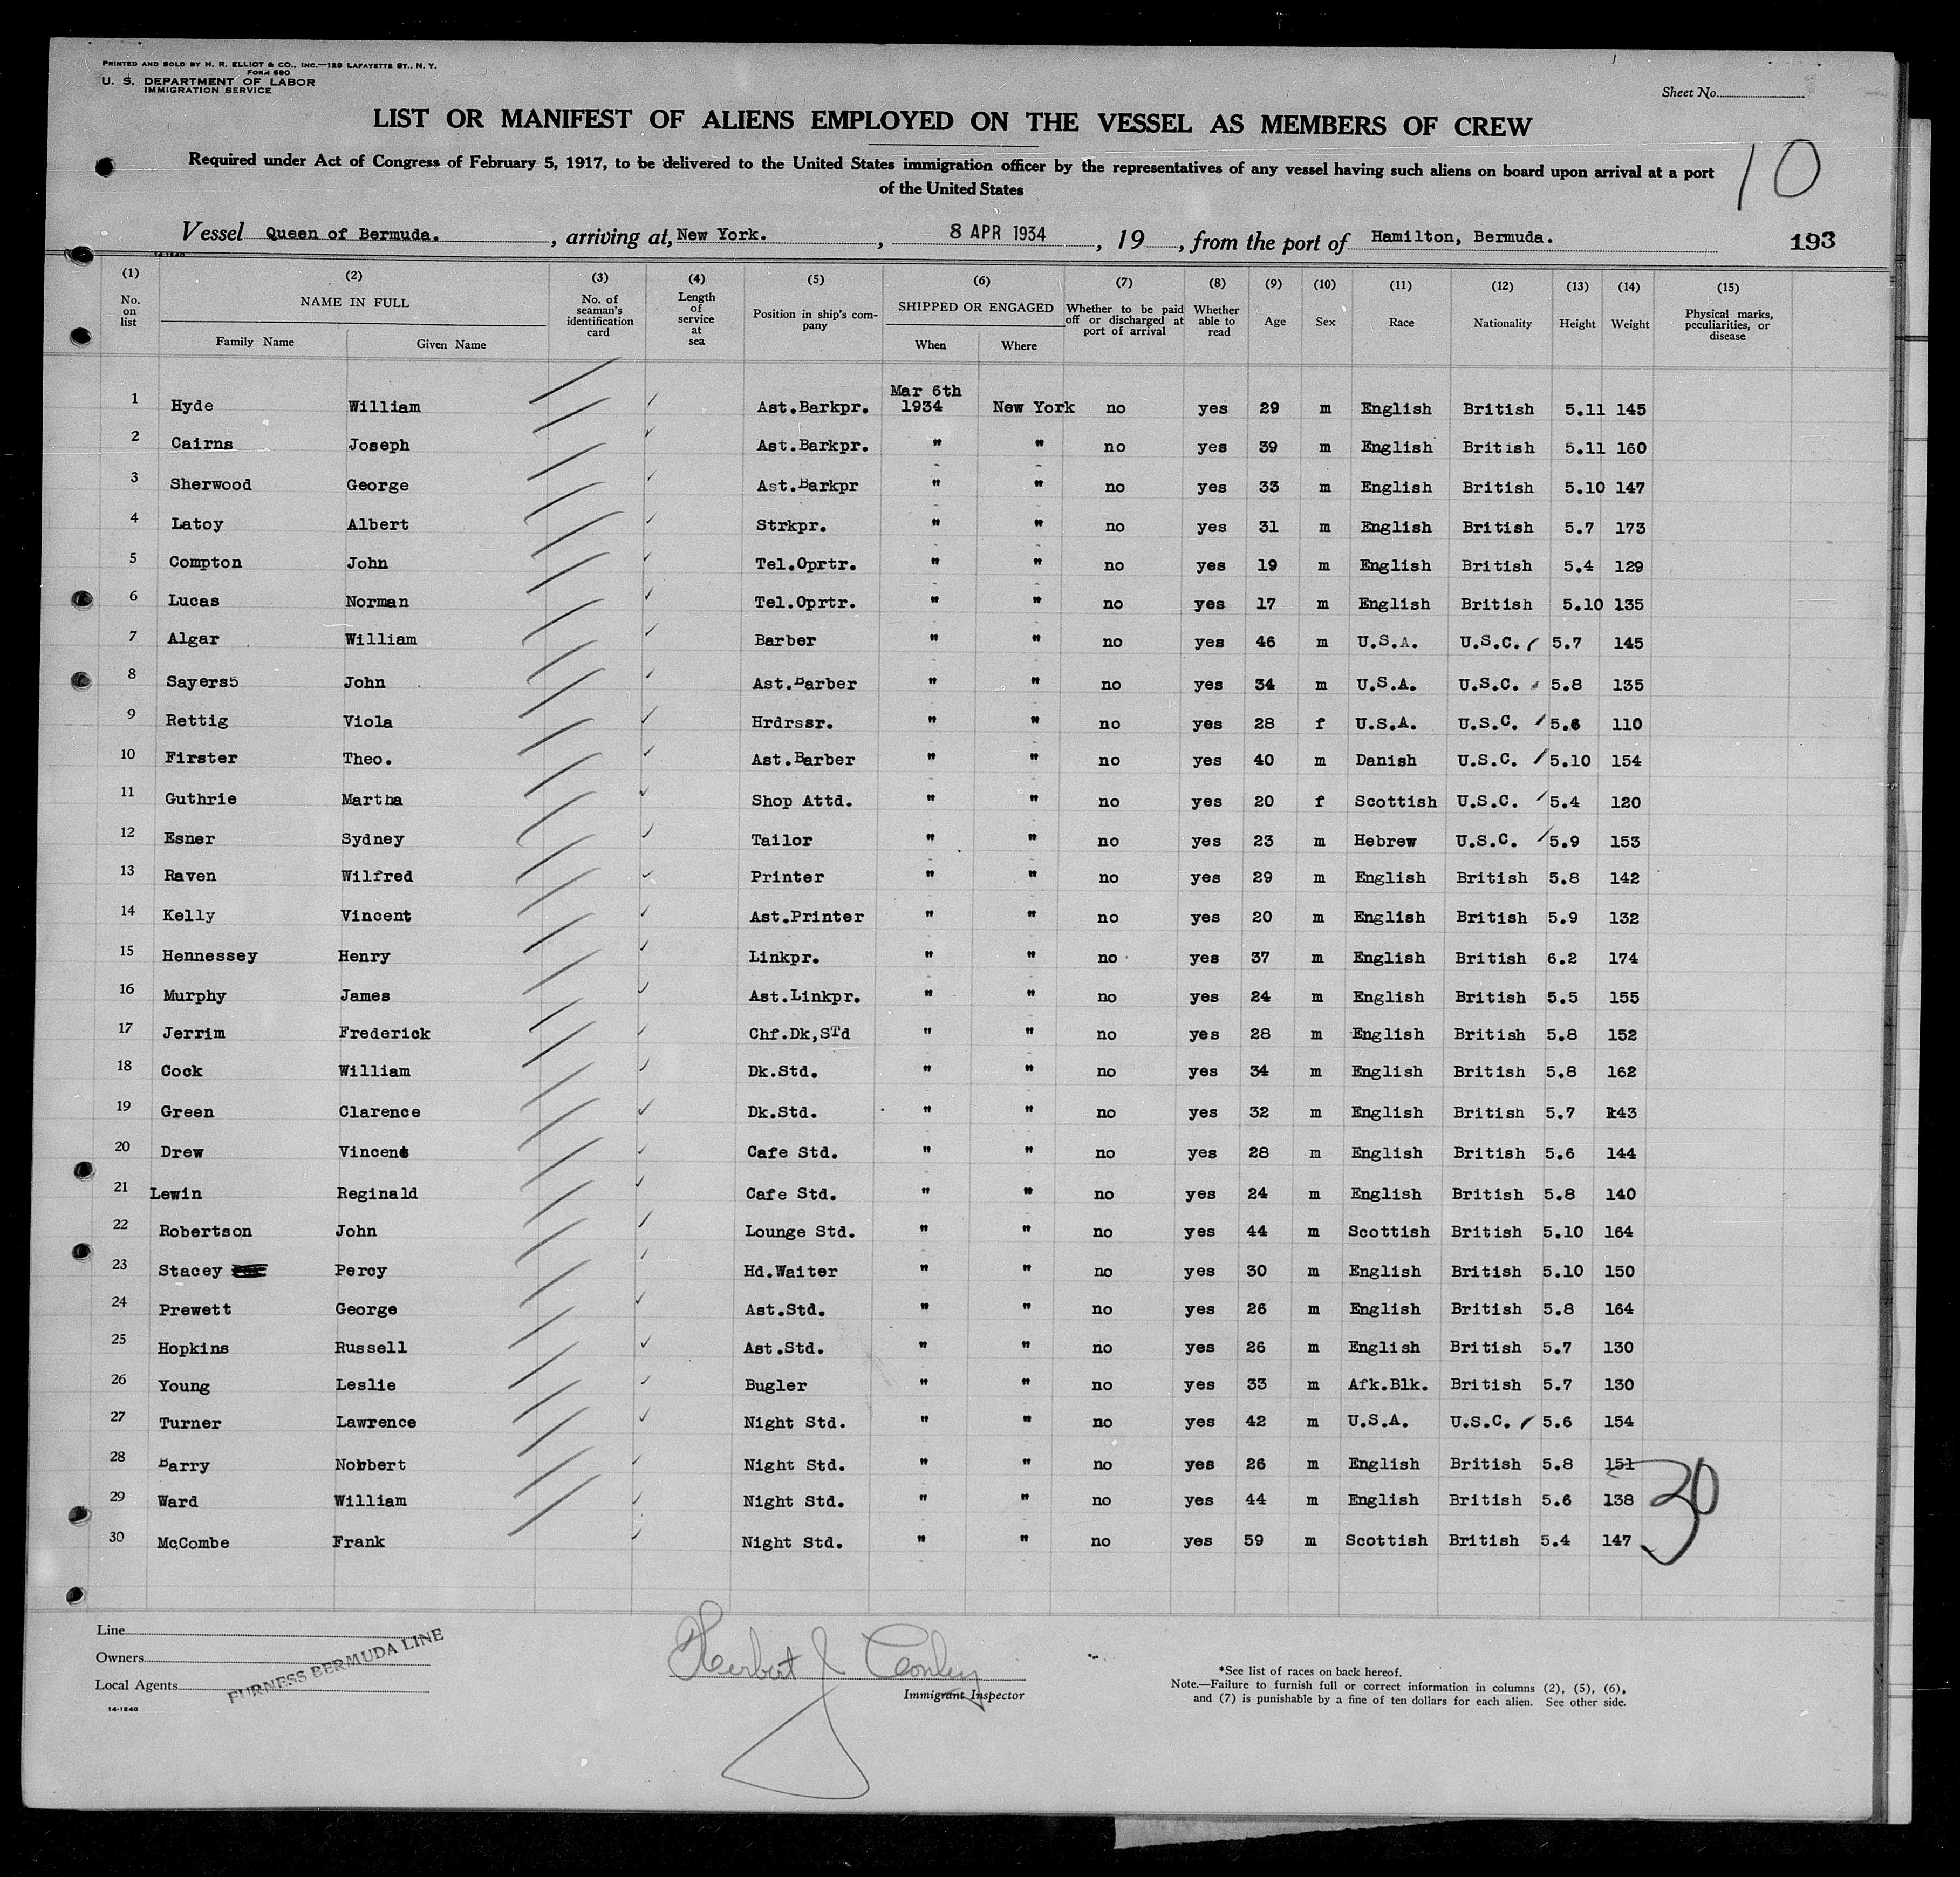 PRINTED AND SOLD BY H. R. ELLIOT & CO., INC.—129 LAFAYETTE ST., N. Y.
FORM 680
U. S. DEPARTMENT OF LABOR
IMMIGRATION SERVICE
Sheet No.
LIST OR MANIFEST OF ALIENS EMPLOYED ON THE VESSEL AS MEMBERS OF CREW
10
Required under Act of Congress of February 5, 1917, to be delivered to the United States immigration officer by the representatives of any vessel having such aliens on board upon arrival at a port
of the United States
Vessel Queen of Bermuda. , arriving at, New York. , 8 APR 1934 , 19 , from the port of Hamilton, Bermuda. 193
14-1240
(1) (2) (3) (4) (5) (6) (7) (8) (9) (10) (11) (12) (13) (14) (15)
No. on list NAME IN FULL Family Name Given Name No. of seaman's identification card Length of service at sea Position in ship's company SHIPPED OR ENGAGED When Where Whether to be paid off or discharged at port of arrival Whether able to read Age Sex Race Nationality Height Weight Physical marks, peculiarities, or disease
Mar 6th
1 Hyde William Ast.Barkpr. 1934 New York no yes 29 m English British 5.11 145
2 Cairns Joseph Ast.Barkpr. " " no yes 39 m English British 5.11 160
3 Sherwood George Ast.Barkpr " " no yes 33 m English British 5.10 147
4 Latoy Albert Strkpr. " " no yes 31 m English British 5.7 173
5 Compton John Tel.Oprtr. " " no yes 19 m English British 5.4 129
6 Lucas Norman Tel.Oprtr. " " no yes 17 m English British 5.10 135
7 Algar William Barber " " no yes 46 m U.S.A. U.S.C. 5.7 145
8 Sayers5 John Ast.Barber " " no yes 34 m U.S.A. U.S.C. 5.8 135
9 Rettig Viola Hrdrssr. " " no yes 28 f U.S.A. U.S.C. 5.6 110
10 Firster Theo. Ast.Barber " " no yes 40 m Danish U.S.C. 5.10 154
11 Guthrie Martha Shop Attd. " " no yes 20 f Scottish U.S.C. 5.4 120
12 Esner Sydney Tailor " " no yes 23 m Hebrew U.S.C. 5.9 153
13 Raven Wilfred Printer " " no yes 29 m English British 5.8 142
14 Kelly Vincent Ast.Printer " " no yes 20 m English British 5.9 132
15 Hennessey Henry Linkpr. " " no yes 37 m English British 6.2 174
16 Murphy James Ast.Linkpr. " " no yes 24 m English British 5.5 155
17 Jerrim Frederick Chf.Dk,STd " " no yes 28 m English British 5.8 152
18 Cock William Dk.Std. " " no yes 34 m English British 5.8 162
19 Green Clarence Dk.Std. " " no yes 32 m English British 5.7 143
20 Drew Vincent Cafe Std. " " no yes 28 m English British 5.6 144
21 Lewin Reginald Cafe Std. " " no yes 24 m English British 5.8 140
22 Robertson John Lounge Std. " " no yes 44 m Scottish British 5.10 164
23 Stacey Percy Hd.Waiter " " no yes 30 m English British 5.10 150
24 Prewett George Ast.Std. " " no yes 26 m English British 5.8 164
25 Hopkins Russell Ast.Std. " " no yes 26 m English British 5.7 130
26 Young Leslie Bugler " " no yes 33 m Afk.Blk. British 5.7 130
27 Turner Lawrence Night Std. " " no yes 42 m U.S.A. U.S.C. 5.6 154
28 Barry Nobbert Night Std. " " no yes 26 m English British 5.8 151
29 Ward William Night Std. " " no yes 44 m English British 5.6 138
30
30 McCombe Frank Night Std. " " no yes 59 m Scottish British 5.4 147
Line
Owners
Local Agents
FURNESS BERMUDA LINE
14-1240
Herbert J Conley
Immigrant Inspector
*See list of races on back hereof.
Note.—Failure to furnish full or correct information in columns (2), (5), (6),
and (7) is punishable by a fine of ten dollars for each alien. See other side.